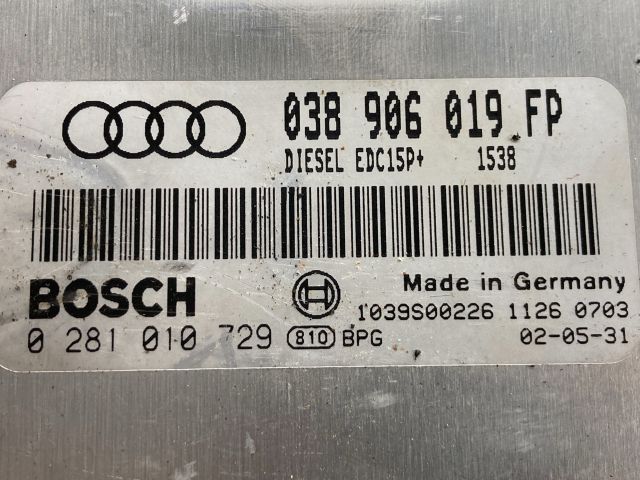 038 906 019 FP
DIESEL EDC15P+ 1538
BOSCH
Made in Germany
1039S00226 1126 0703
0 281 010 729 810 BPG 02-05-31